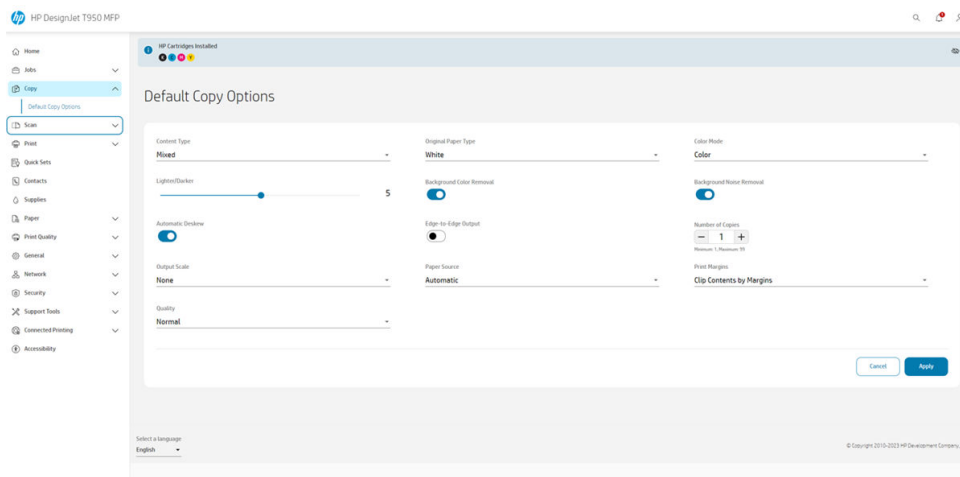 hp HP DesignJet T950 MFP
Home
Jobs
Copy
Default Copy Options
Scan
Print
Quick Sets
Contacts
Supplies
Paper
Print Quality
General
Network
Security
Support Tools
Connected Printing
Accessibility
HP Cartridges Installed
K C M Y
Default Copy Options
Content Type
Mixed
Original Paper Type
White
Color Mode
Color
Lighter/Darker
5
Background Color Removal
Background Noise Removal
Automatic Deskew
Edge-to-Edge Output
Number of Copies
1
Minimum: 1, Maximum: 99
Output Scale
None
Paper Source
Automatic
Print Margins
Clip Contents by Margins
Quality
Normal
Cancel
Apply
Select a language
English
© Copyright 2010-2023 HP Development Company,